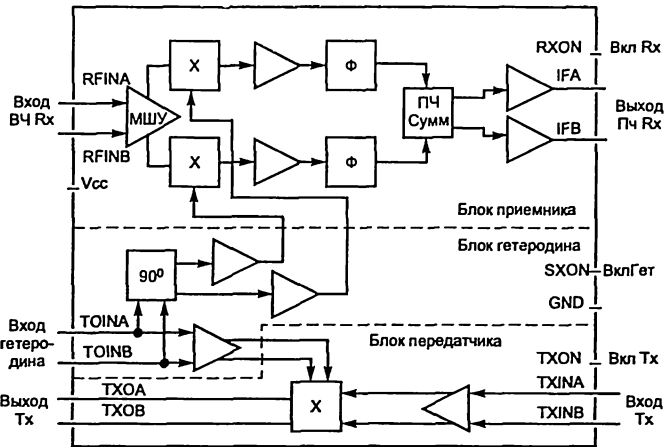 RXON
Вкл Rx
RFINA
X
Ф
IFA
Вход
ВЧ Rx
МШУ
ПЧ
Сумм
Выход
Пч Rx
RFINB
X
Ф
IFB
Vcc
Блок приемника
Блок гетеродина
90º
SXON
ВклГет
GND
Вход
гетеро-
дина
TOINA
TOINB
Блок передатчика
TXON
Вкл Tx
Выход
Tx
TXOA
TXOB
X
TXINA
TXINB
Вход
Tx